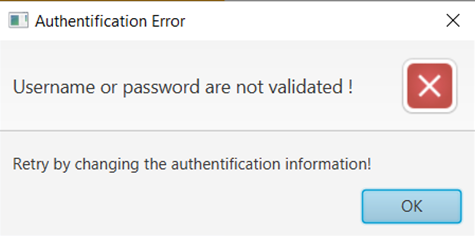 Authentification Error
Username or password are not validated !
Retry by changing the authentification information!
OK